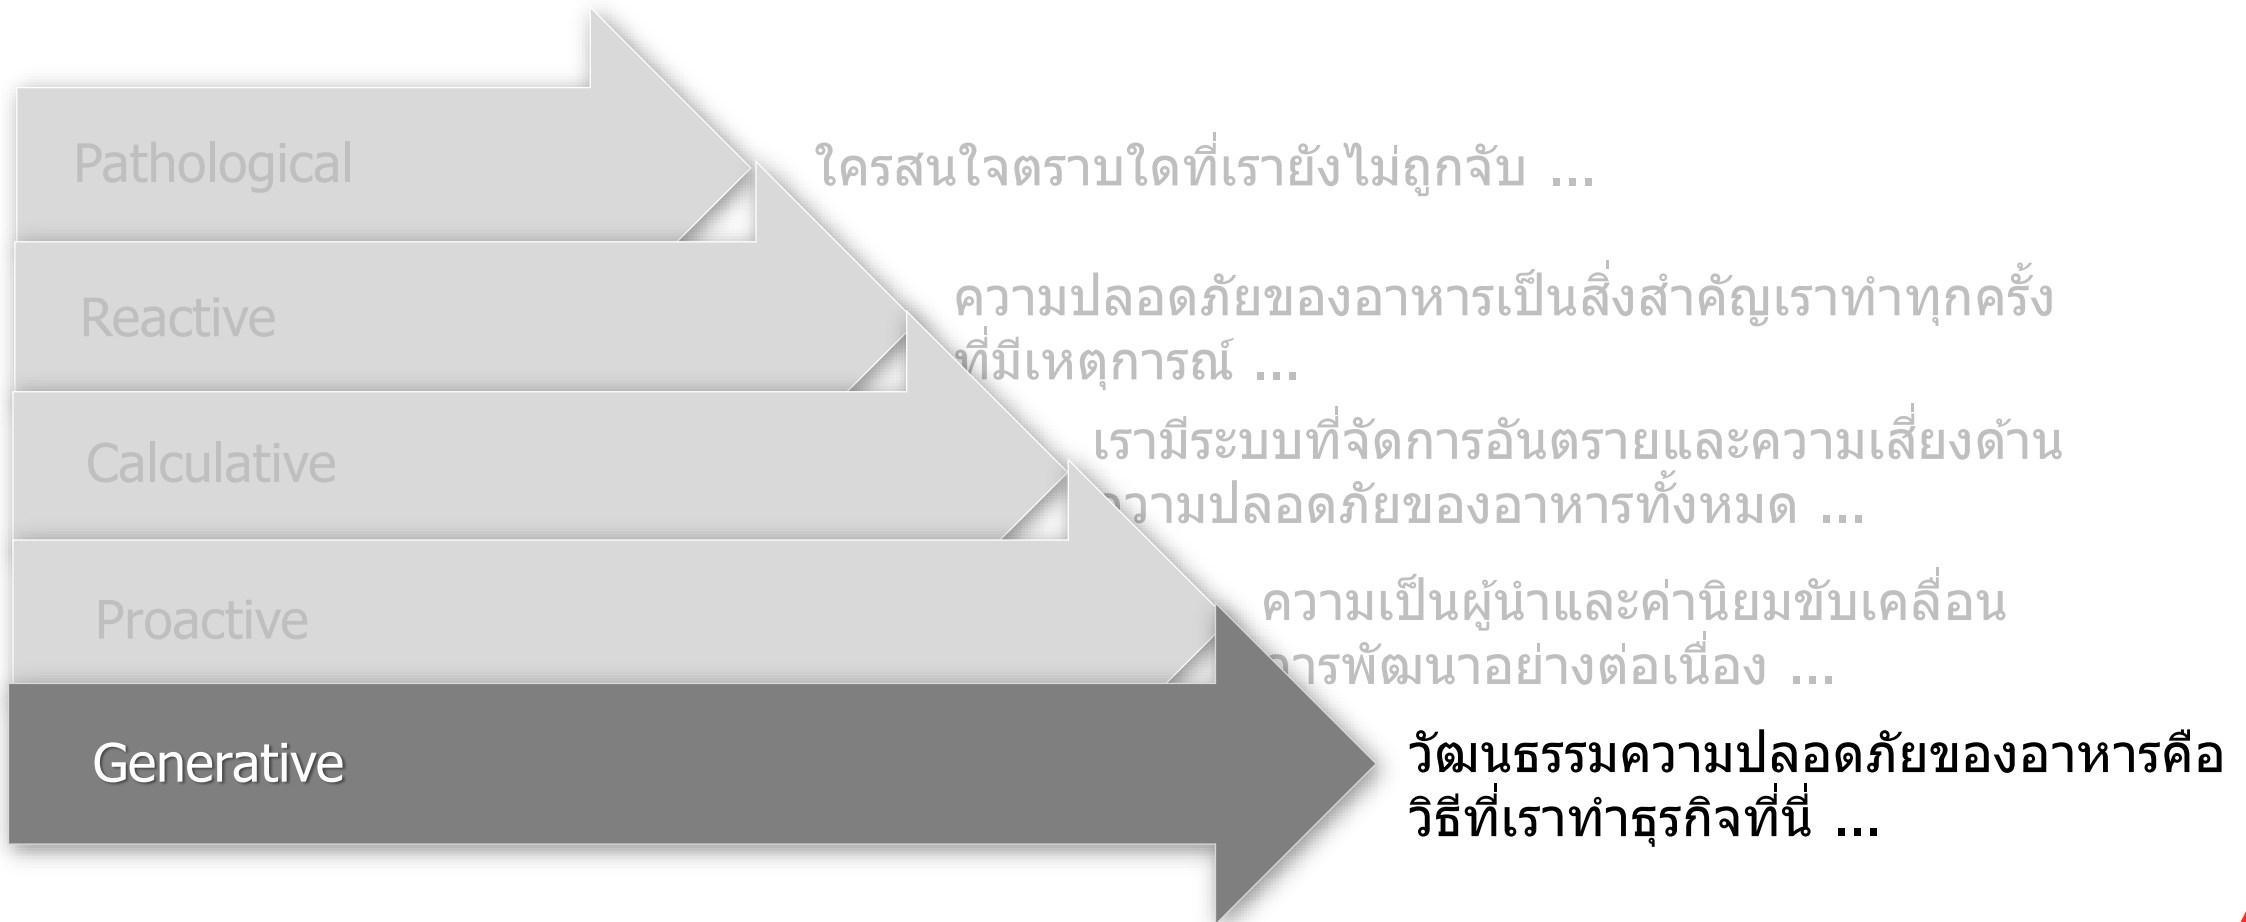 Pathological
ใครสนใจตราบใดที่เรายังไม่ถูกจับ ...
Reactive
ความปลอดภัยของอาหารเป็นสิ่งสำคัญเราทำทุกครั้ง
ที่มีเหตุการณ์ ...
Calculative
เรามีระบบที่จัดการอันตรายและความเสี่ยงด้าน
ความปลอดภัยของอาหารทั้งหมด ...
Proactive
ความเป็นผู้นำและค่านิยมขับเคลื่อน
การพัฒนาอย่างต่อเนื่อง ...
Generative
วัฒนธรรมความปลอดภัยของอาหารคือ
วิธีที่เราทำธุรกิจที่นี่ ...